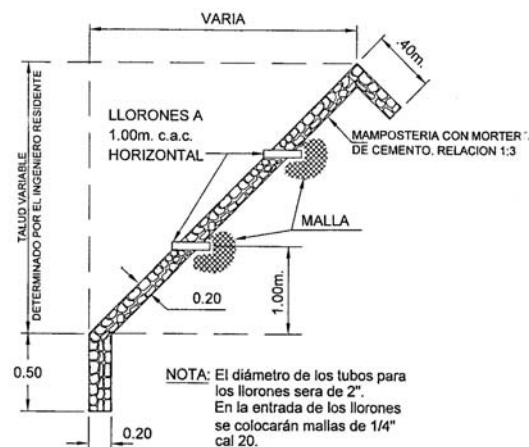 VARIA
.40m.
LLORONES A
1.00m. c.a.c.
HORIZONTAL
MAMPOSTERIA CON MORTER
DE CEMENTO. RELACION 1:3
TALUD VARIABLE
DETERMINADO POR EL INGENIERO RESIDENTE
MALLA
0.20
1.00m.
0.50
0.20
NOTA: El diámetro de los tubos para
los llorones sera de 2".
En la entrada de los llorones
se colocarán mallas de 1/4"
cal 20.